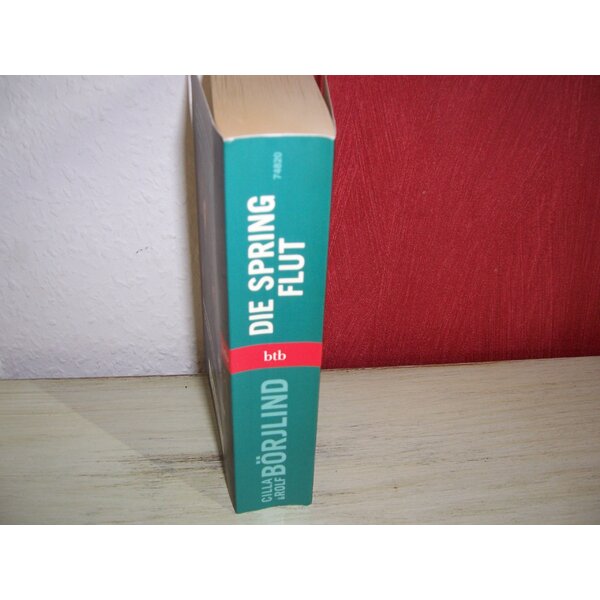 CILLA
& ROLF
BÖRJLIND
btb
DIE SPRING
FLUT
74820